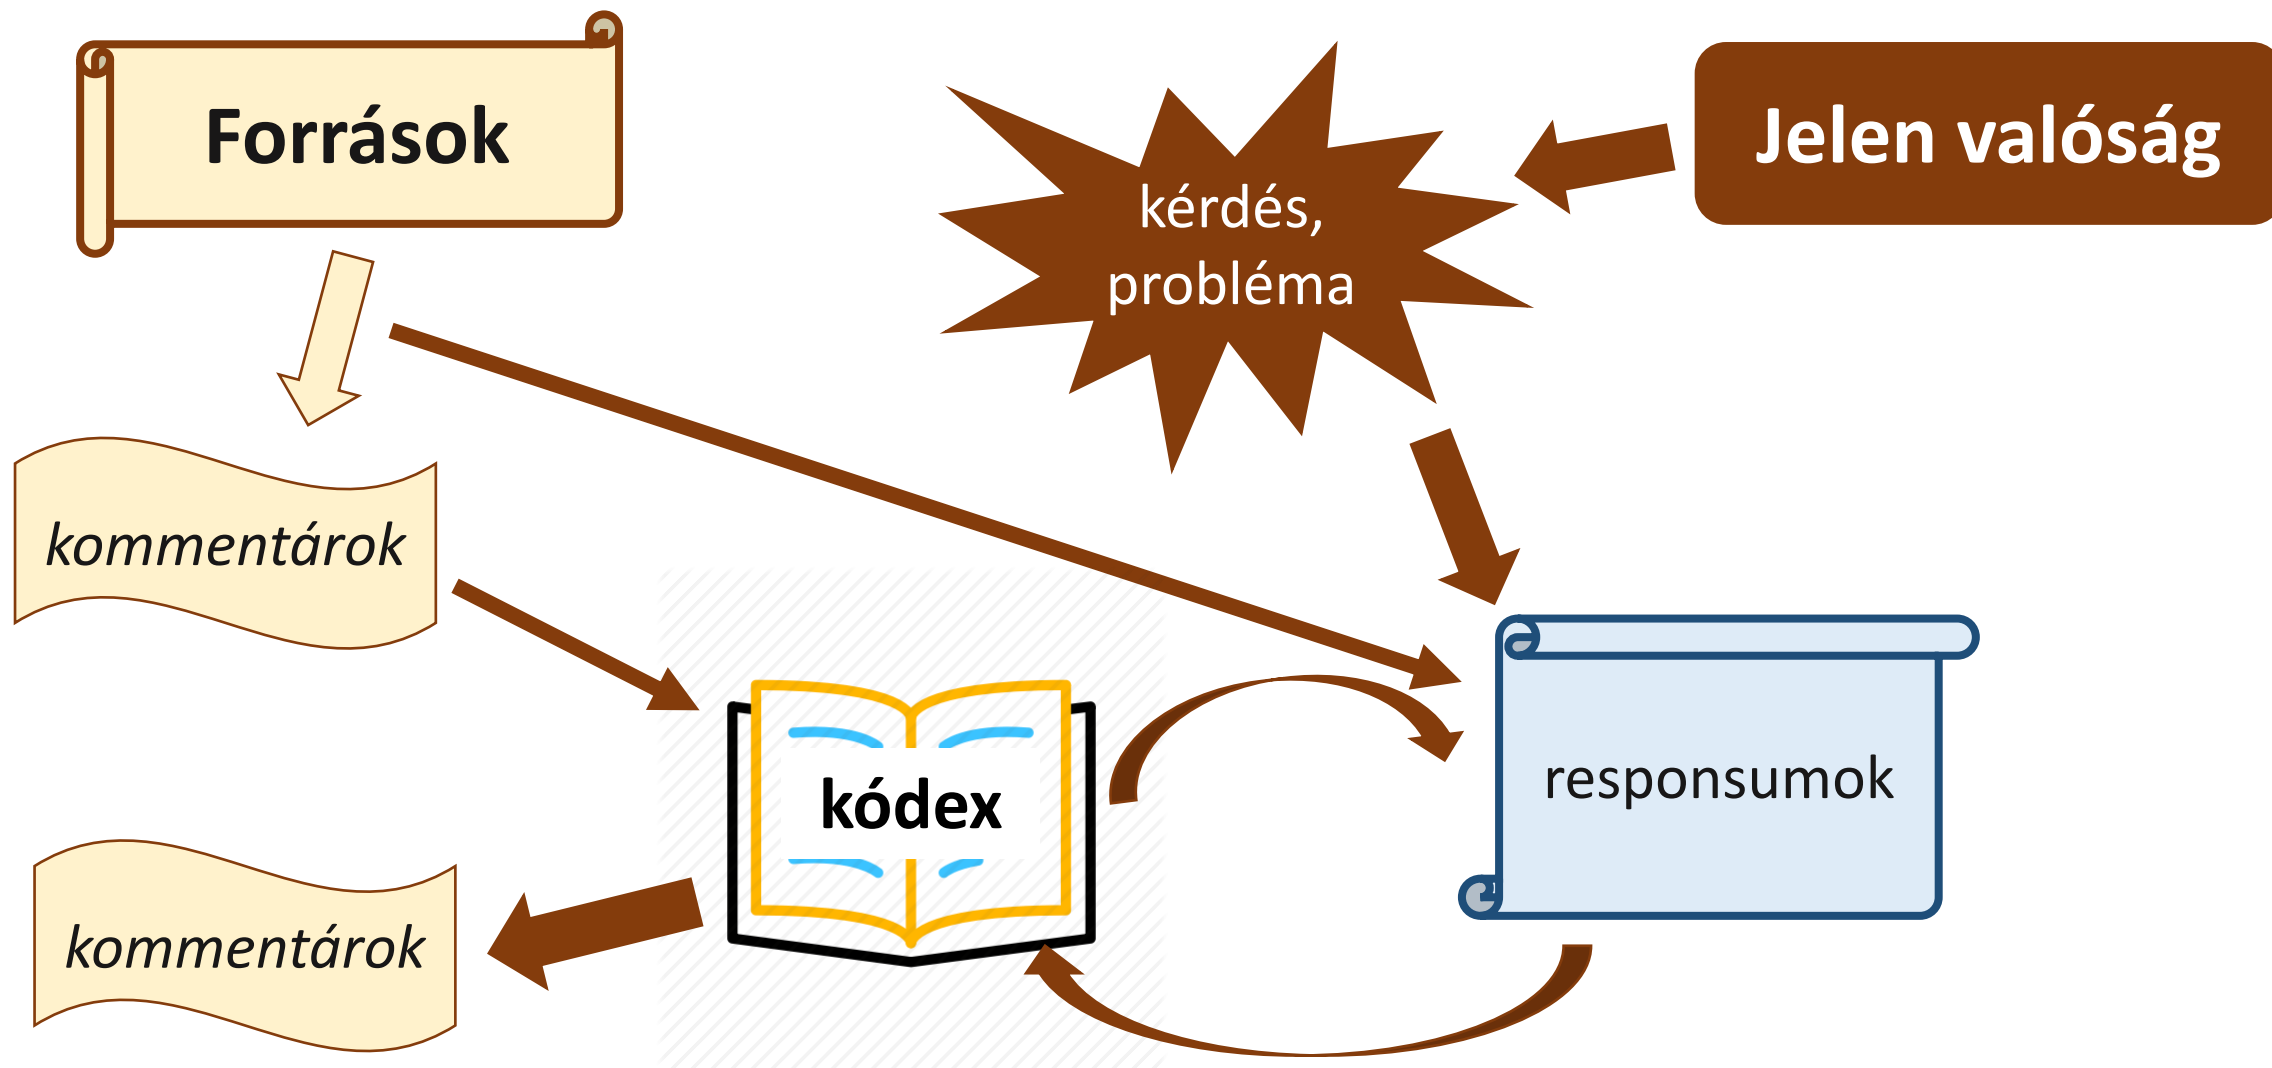 Források
Jelen valóság
kérdés,
probléma
kommentárok
kódex
responsumok
kommentárok